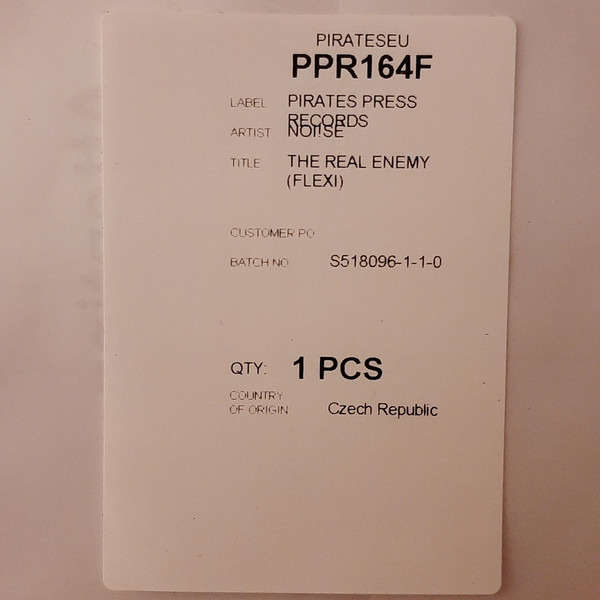 PIRATESEU
PPR164F
LABEL PIRATES PRESS
RECORDS
ARTIST NOI!SE
TITLE THE REAL ENEMY
(FLEXI)
CUSTOMER PO
BATCH NO S518096-1-1-0
QTY: 1 PCS
COUNTRY
OF ORIGIN Czech Republic